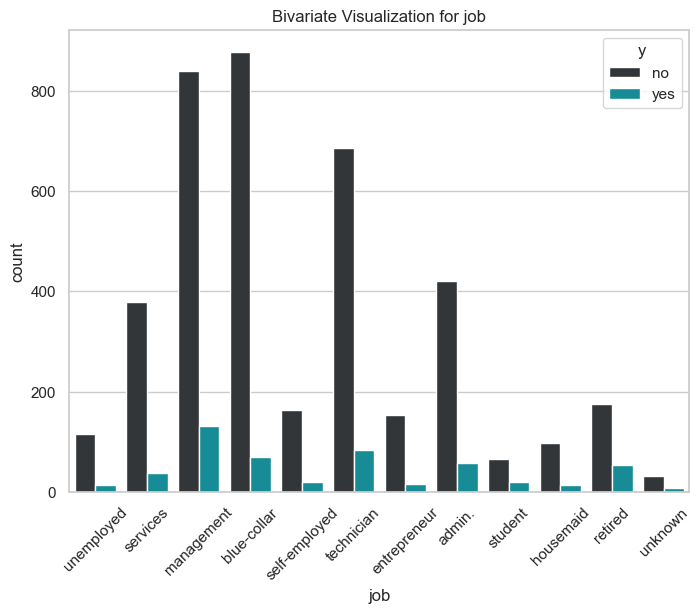 Bivariate Visualization for job
y
no
yes
count
800
600
400
200
0
unemployed
services
management
blue-collar
self-employed
technician
entrepreneur
admin.
student
housemaid
retired
unknown
job